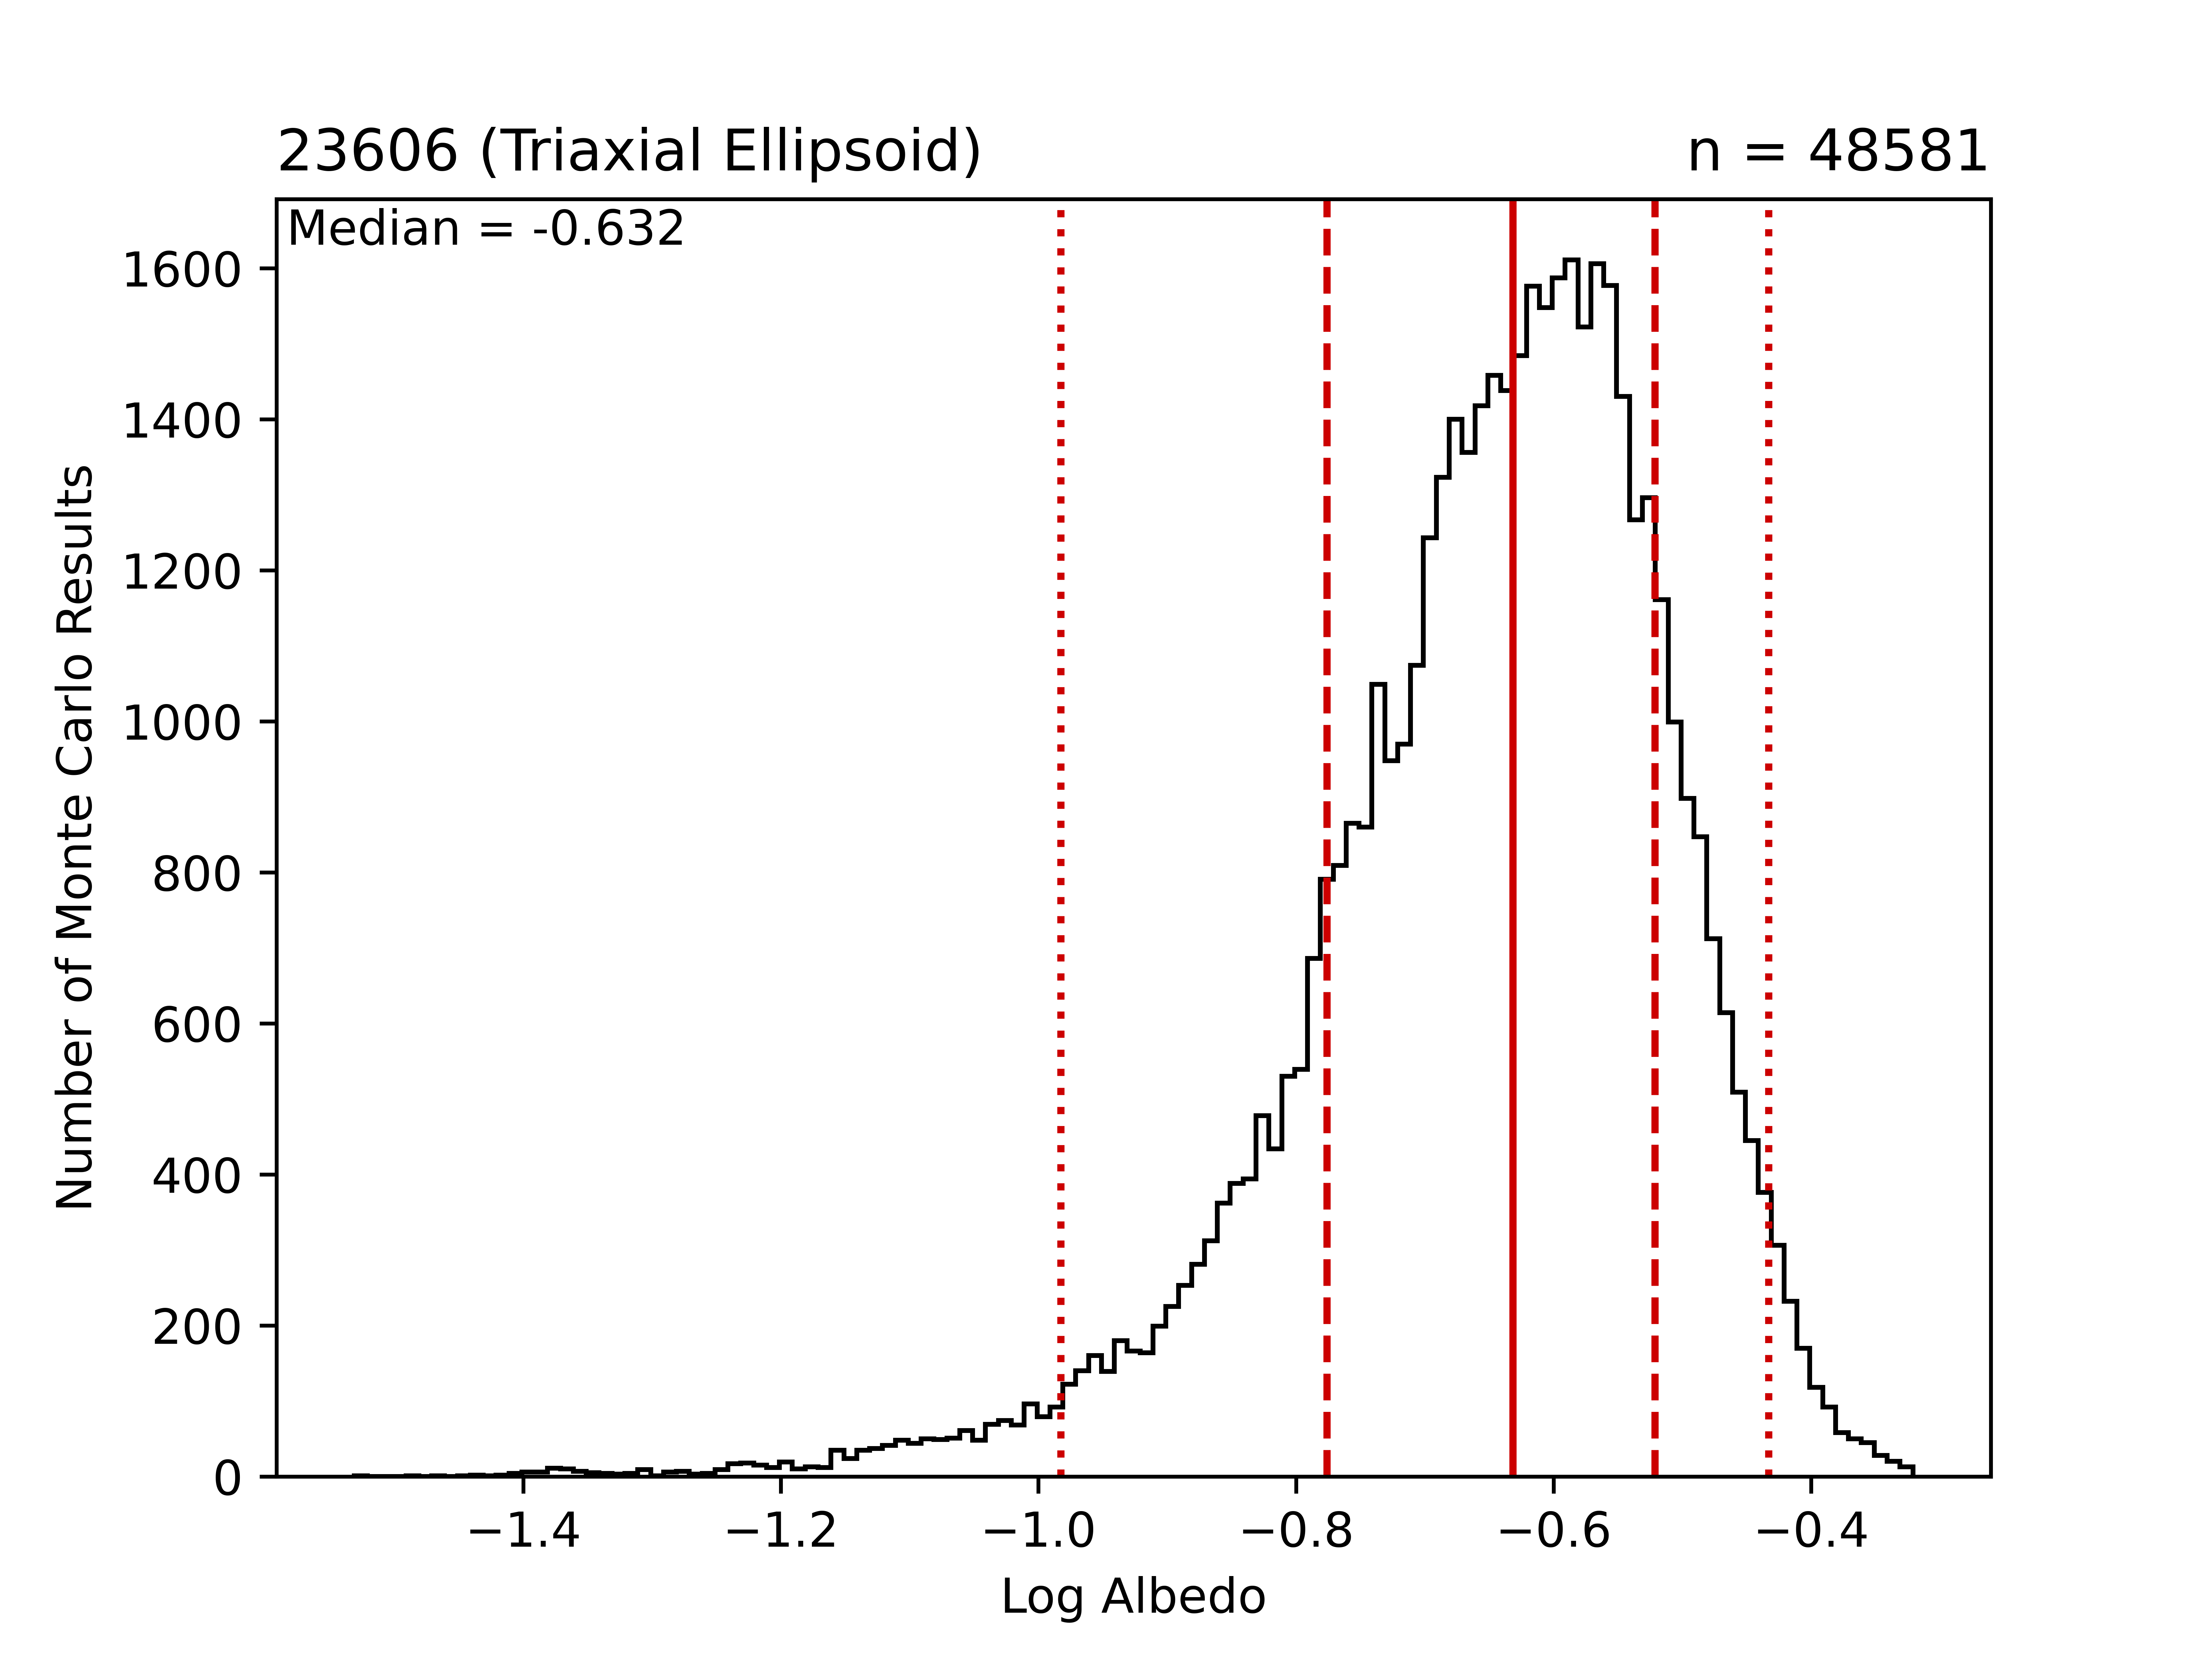 23606 (Triaxial Ellipsoid)
n = 48581
Median = -0.632
1600
1400
1200
1000
800
600
400
200
0
Number of Monte Carlo Results
−1.4 −1.2 −1.0 −0.8 −0.6 −0.4
Log Albedo